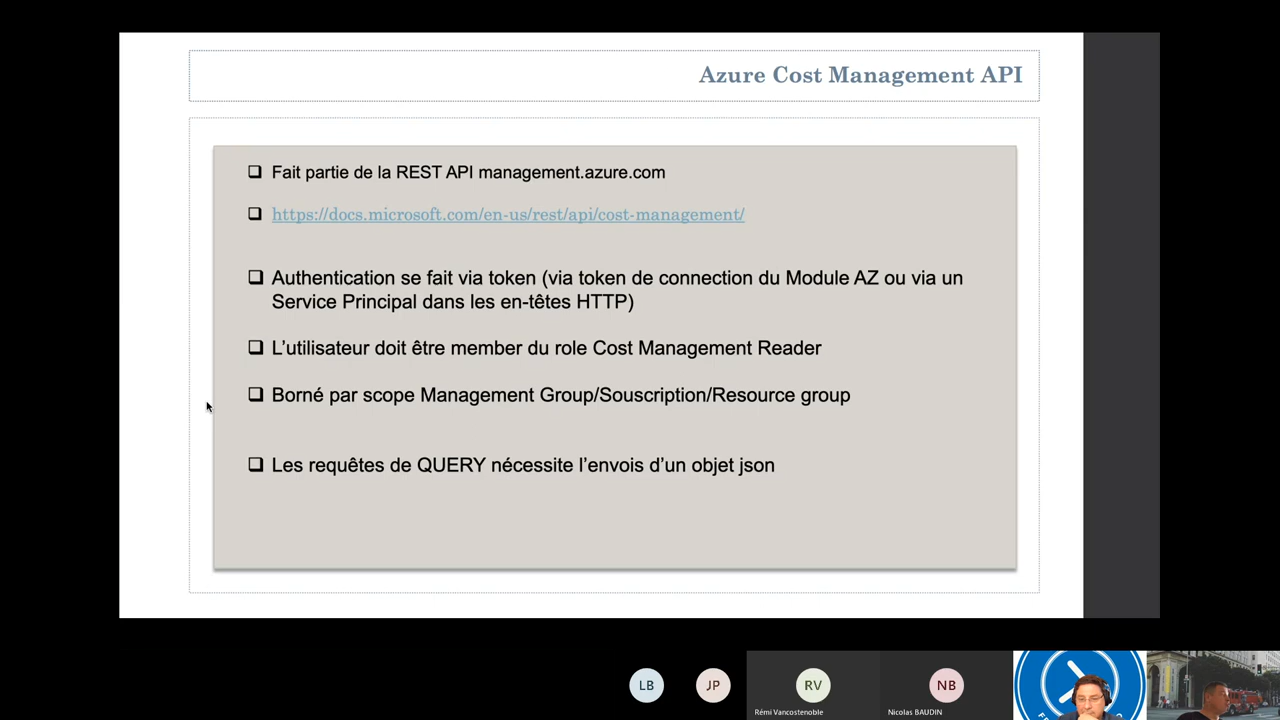 Azure Cost Management API
Fait partie de la REST API management.azure.com
https://docs.microsoft.com/en-us/rest/api/cost-management/
Authentication se fait via token (via token de connection du Module AZ ou via un
Service Principal dans les en-têtes HTTP)
L’utilisateur doit être member du role Cost Management Reader
Borné par scope Management Group/Souscription/Resource group
Les requêtes de QUERY nécessite l’envois d’un objet json
LB
JP
RV
NB
Rémi Vancostenoble
Nicolas BAUDIN